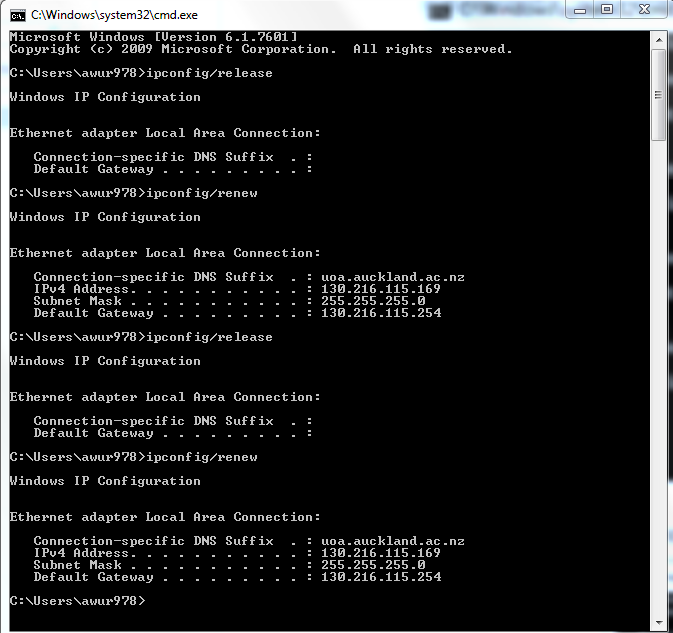 C:\Windows\system32\cmd.exe
Microsoft Windows [Version 6.1.7601]
Copyright (c) 2009 Microsoft Corporation.  All rights reserved.
C:\Users\awur978>ipconfig/release
Windows IP Configuration
Ethernet adapter Local Area Connection:
   Connection-specific DNS Suffix  . :
   Default Gateway . . . . . . . . . :
C:\Users\awur978>ipconfig/renew
Windows IP Configuration
Ethernet adapter Local Area Connection:
   Connection-specific DNS Suffix  . : uoa.auckland.ac.nz
   IPv4 Address. . . . . . . . . . . : 130.216.115.169
   Subnet Mask . . . . . . . . . . . : 255.255.255.0
   Default Gateway . . . . . . . . . : 130.216.115.254
C:\Users\awur978>ipconfig/release
Windows IP Configuration
Ethernet adapter Local Area Connection:
   Connection-specific DNS Suffix  . :
   Default Gateway . . . . . . . . . :
C:\Users\awur978>ipconfig/renew
Windows IP Configuration
Ethernet adapter Local Area Connection:
   Connection-specific DNS Suffix  . : uoa.auckland.ac.nz
   IPv4 Address. . . . . . . . . . . : 130.216.115.169
   Subnet Mask . . . . . . . . . . . : 255.255.255.0
   Default Gateway . . . . . . . . . : 130.216.115.254
C:\Users\awur978>